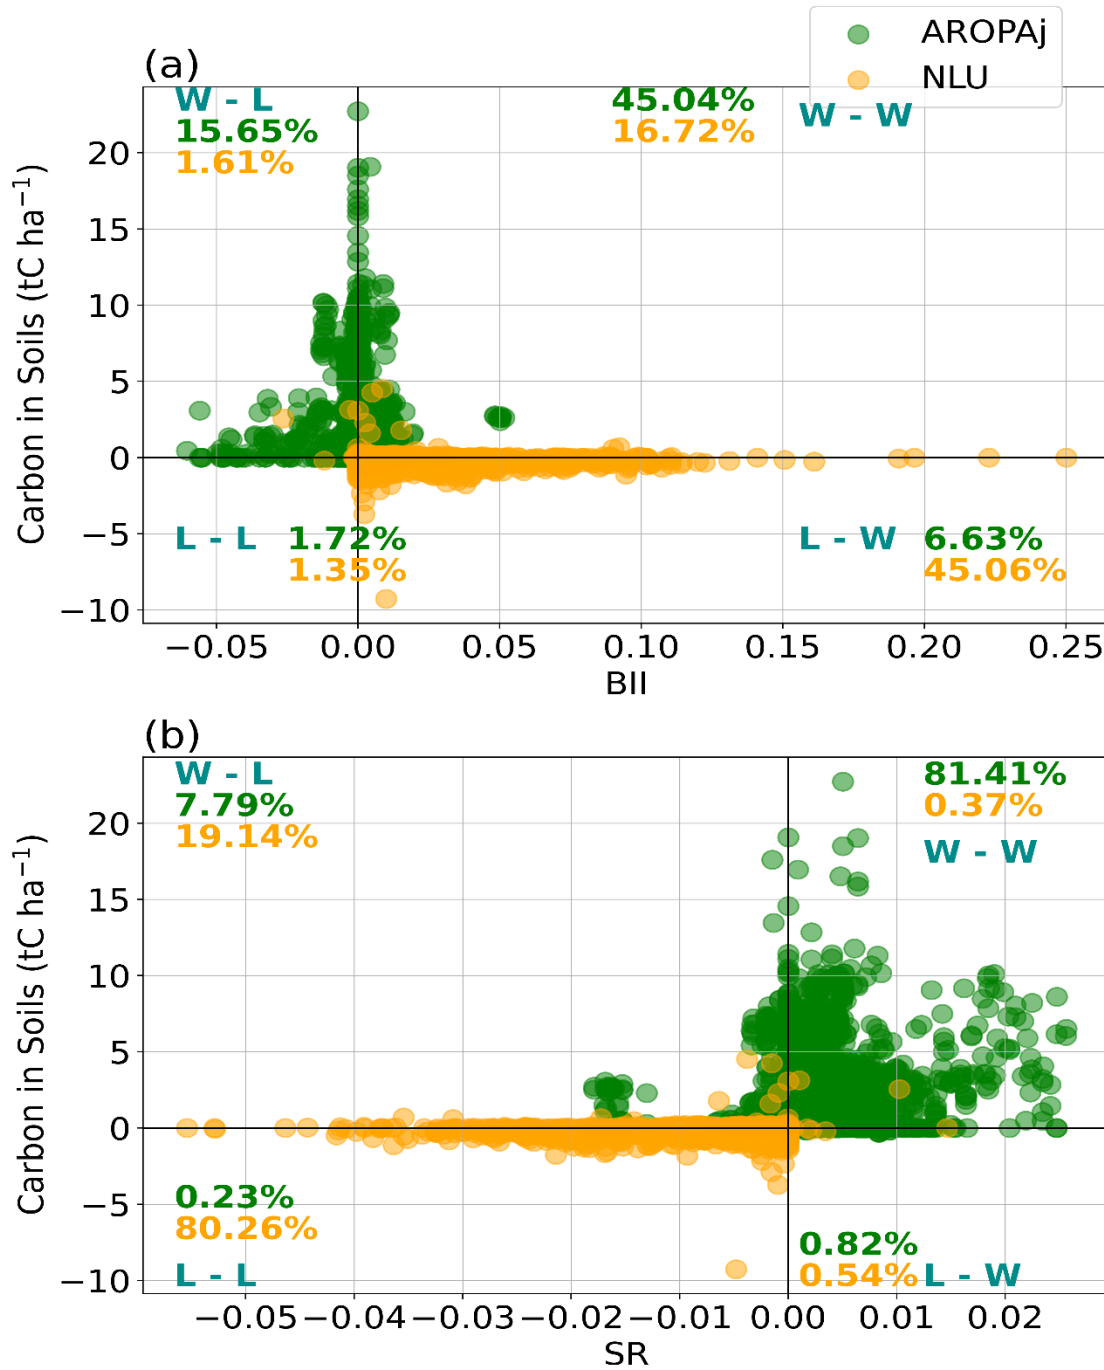 AROPAj
NLU
(a)
W - L
15.65%
1.61%
45.04%
16.72%
W - W
20
15
10
5
0
−5
−10
Carbon in Soils (tC ha⁻¹)
L - L
1.72%
1.35%
L - W
6.63%
45.06%
−0.05 0.00 0.05 0.10 0.15 0.20 0.25
BII
(b)
W - L
7.79%
19.14%
81.41%
0.37%
W - W
20
15
10
5
0
−5
−10
Carbon in Soils (tC ha⁻¹)
0.23%
80.26%
L - L
0.82%
0.54%
L - W
−0.05 −0.04 −0.03 −0.02 −0.01 0.00 0.01 0.02
SR